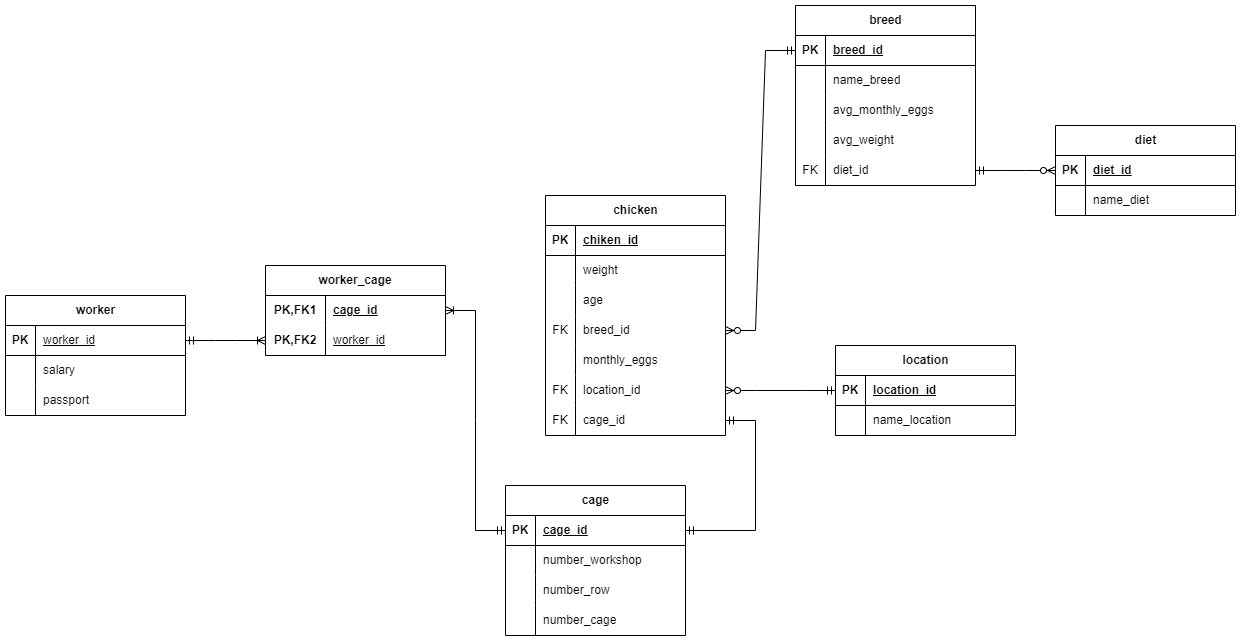 breed
PK breed_id
name_breed
avg_monthly_eggs
avg_weight
FK diet_id
diet
PK diet_id
name_diet
chicken
PK chiken_id
weight
age
FK breed_id
monthly_eggs
FK location_id
FK cage_id
worker_cage
PK,FK1 cage_id
PK,FK2 worker_id
worker
PK worker_id
salary
passport
location
PK location_id
name_location
cage
PK cage_id
number_workshop
number_row
number_cage